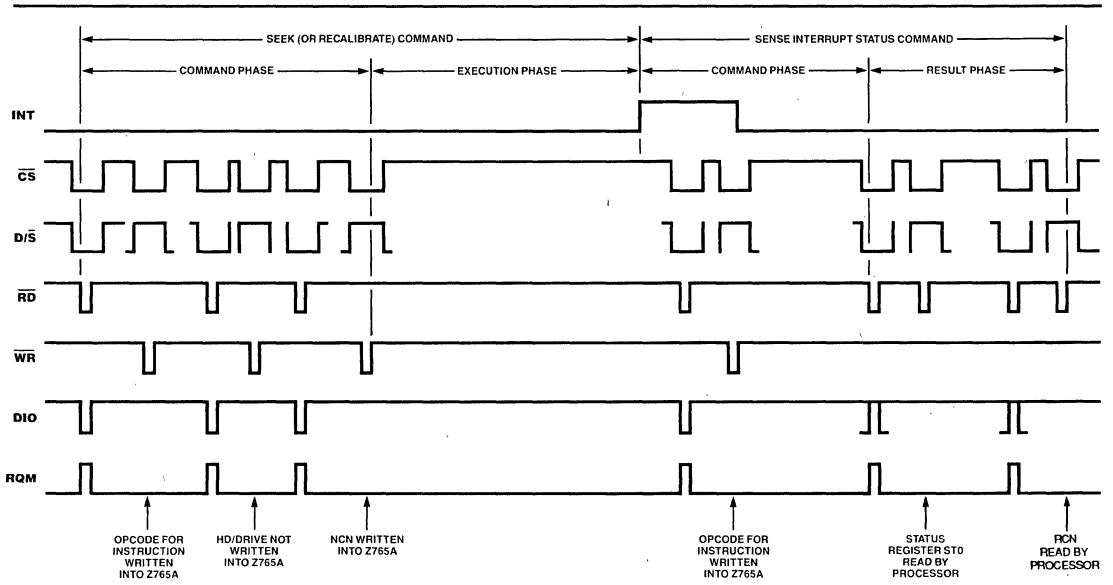 SEEK (OR RECALIBRATE) COMMAND
SENSE INTERRUPT STATUS COMMAND
COMMAND PHASE
EXECUTION PHASE
COMMAND PHASE
RESULT PHASE
INT
CS
D/S
RD
WR
DIO
RQM
OPCODE FOR
INSTRUCTION
WRITTEN
INTO Z765A
HD/DRIVE NOT
WRITTEN
INTO Z765A
NCN WRITTEN
INTO Z765A
OPCODE FOR
INSTRUCTION
WRITTEN
INTO Z765A
STATUS
REGISTER ST0
READ BY
PROCESSOR
RCN
READ BY
PROCESSOR